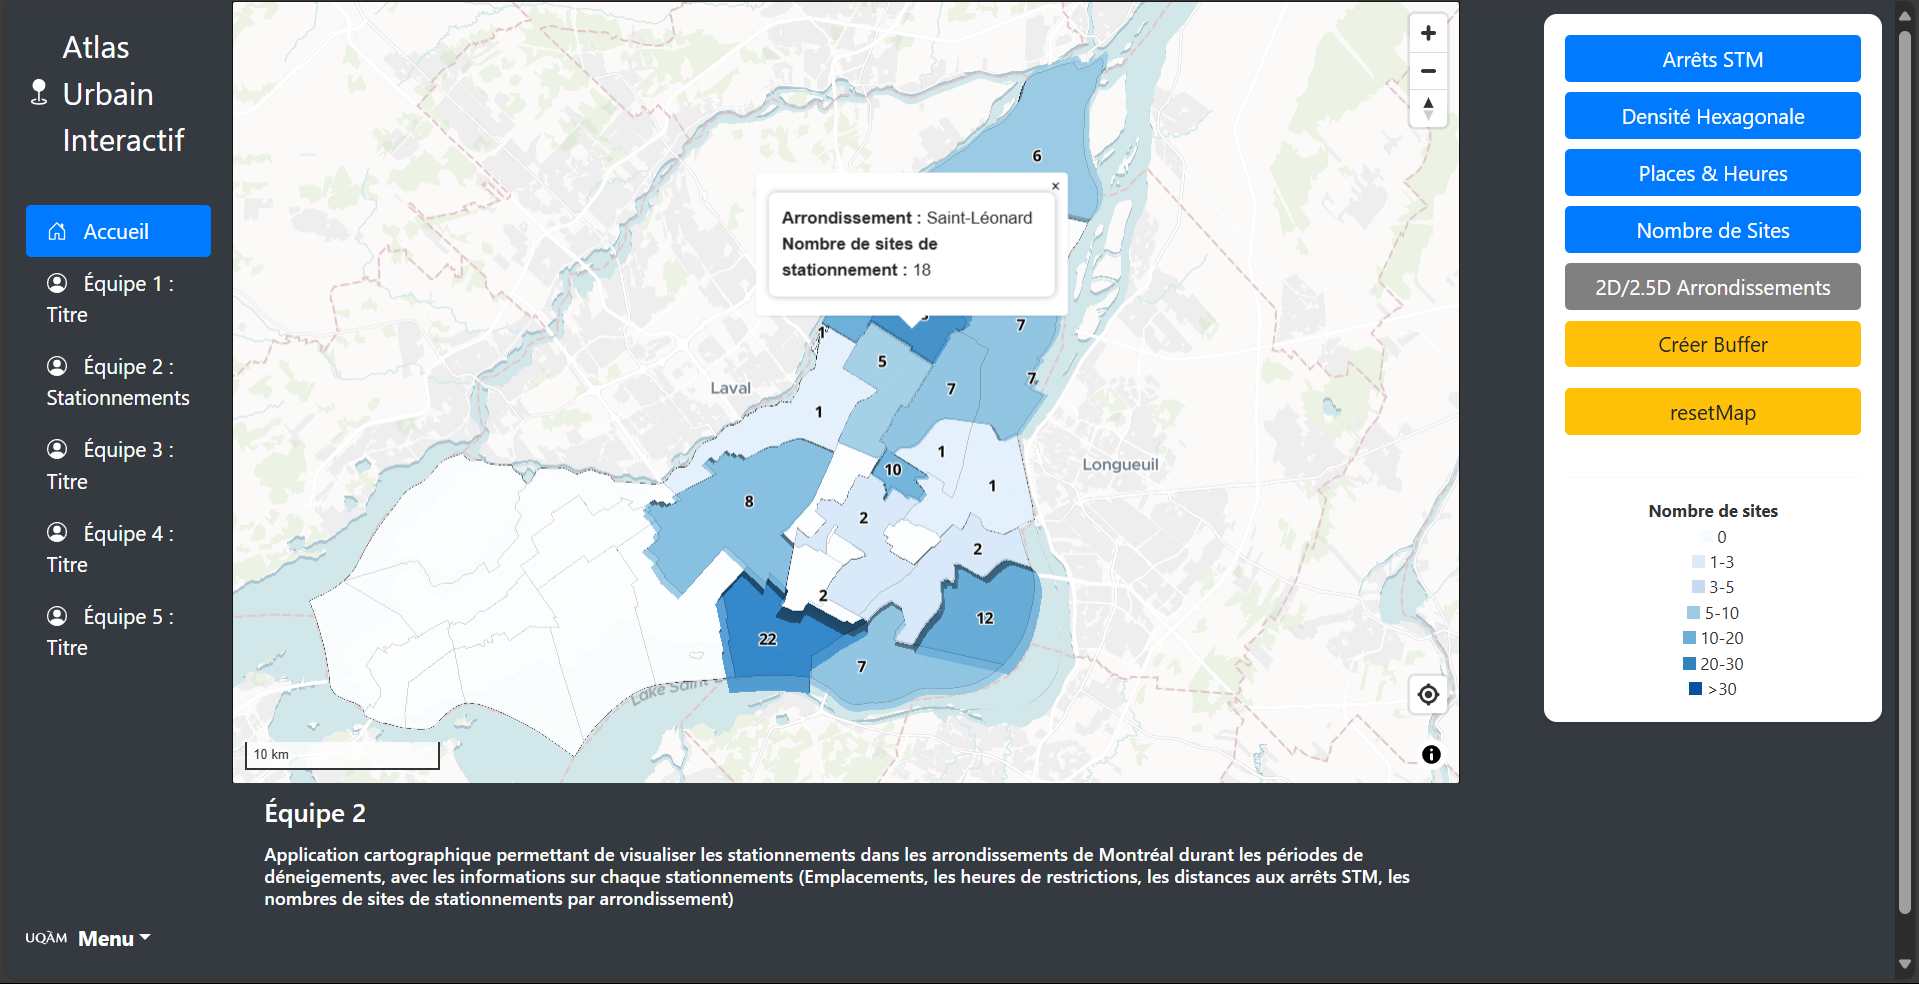 Atlas
Urbain
Interactif
Accueil
Équipe 1 :
Titre
Équipe 2 :
Stationnements
Équipe 3 :
Titre
Équipe 4 :
Titre
Équipe 5 :
Titre
UQÀM Menu
6
×
Arrondissement : Saint-Léonard
Nombre de sites de
stationnement : 18
1
7
5
7
7
Laval
1
1
10
Longueuil
8
1
2
2
2
12
22
7
Lake Saint
10 km
Équipe 2
Application cartographique permettant de visualiser les stationnements dans les arrondissements de Montréal durant les périodes de
déneigements, avec les informations sur chaque stationnements (Emplacements, les heures de restrictions, les distances aux arrêts STM, les
nombres de sites de stationnements par arrondissement)
Arrêts STM
Densité Hexagonale
Places & Heures
Nombre de Sites
2D/2.5D Arrondissements
Créer Buffer
resetMap
Nombre de sites
0
1-3
3-5
5-10
10-20
20-30
>30